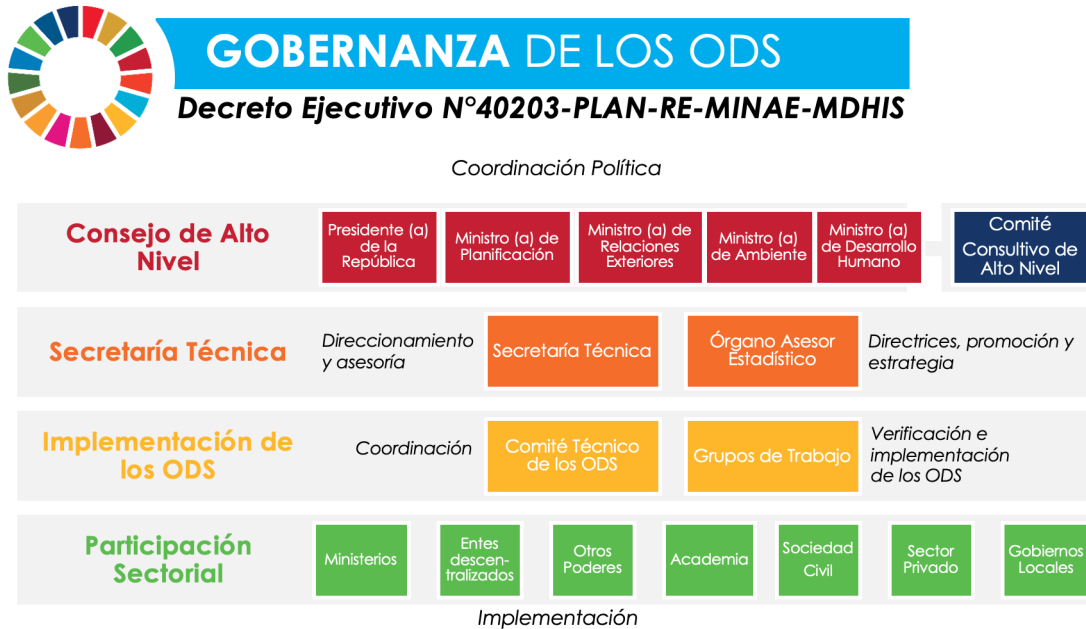 GOBERNANZA DE LOS ODS
Decreto Ejecutivo N°40203-PLAN-RE-MINAE-MDHIS
Coordinación Política
Consejo de Alto
Nivel
Presidente (a)
de la
República
Ministro (a) de
Planificación
Ministro (a) de
Relaciones
Exteriores
Ministro (a)
de Ambiente
Ministro (a)
de Desarrollo
Humano
Comité
Consultivo de
Alto Nivel
Secretaría Técnica
Direccionamiento
y asesoría
Secretaría Técnica
Órgano Asesor
Estadístico
Directrices, promoción y
estrategia
Implementación de
los ODS
Coordinación
Comité Técnico
de los ODS
Grupos de Trabajo
Verificación e
implementación
de los ODS
Participación
Sectorial
Ministerios
Entes
descen-
tralizados
Otros
Poderes
Academia
Sociedad
Civil
Sector
Privado
Gobiernos
Locales
Implementación